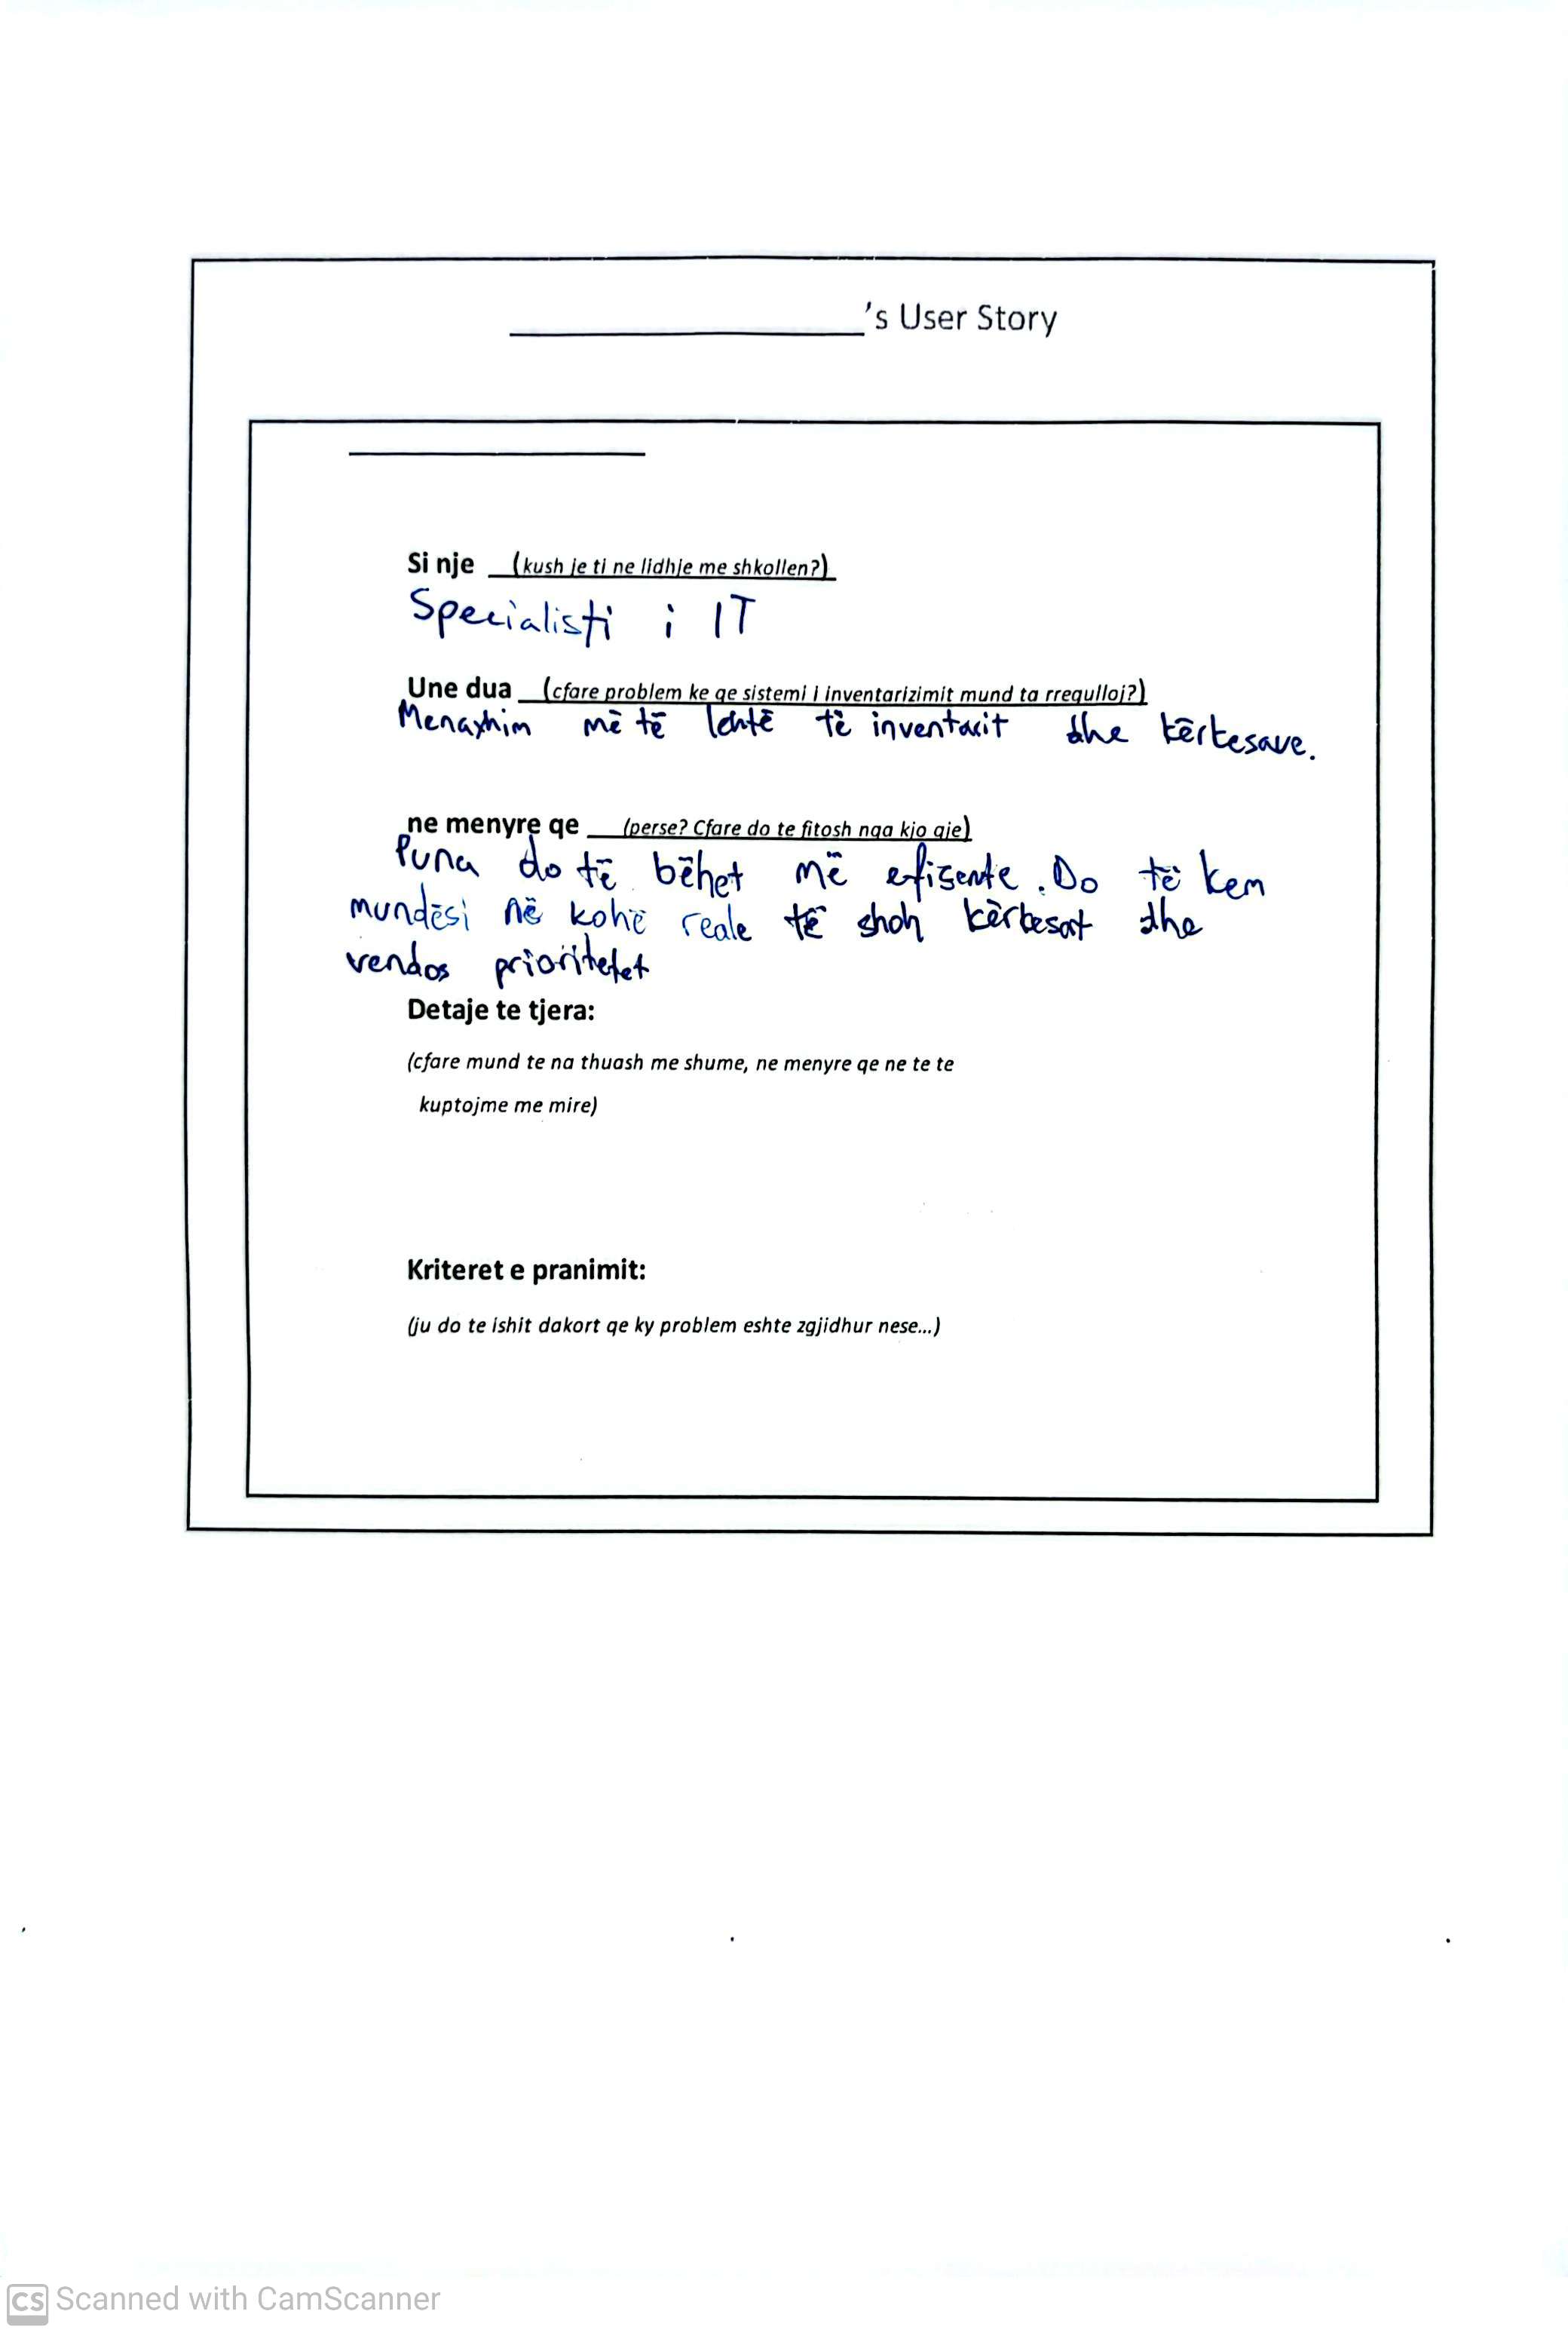 ______________'s User Story
Si nje __(kush je ti ne lidhje me shkollen?)
Specialisti i IT
Une dua __(cfare problem ke qe sistemi i inventarizimit mund ta rregulloj?)
Menaxhim më të lehtë të inventarit dhe kërkesave.
ne menyre qe __(perse? Cfare do te fitosh nga kjo gje)
Puna do të bëhet më efiçente. Do të kem
mundësi në kohë reale të shoh kërkesat dhe
vendos prioritetet
Detaje te tjera:
(cfare mund te na thuash me shume, ne menyre qe ne te te
kuptojme me mire)
Kriteret e pranimit:
(ju do te ishit dakort qe ky problem eshte zgjidhur nese...)
CS Scanned with CamScanner